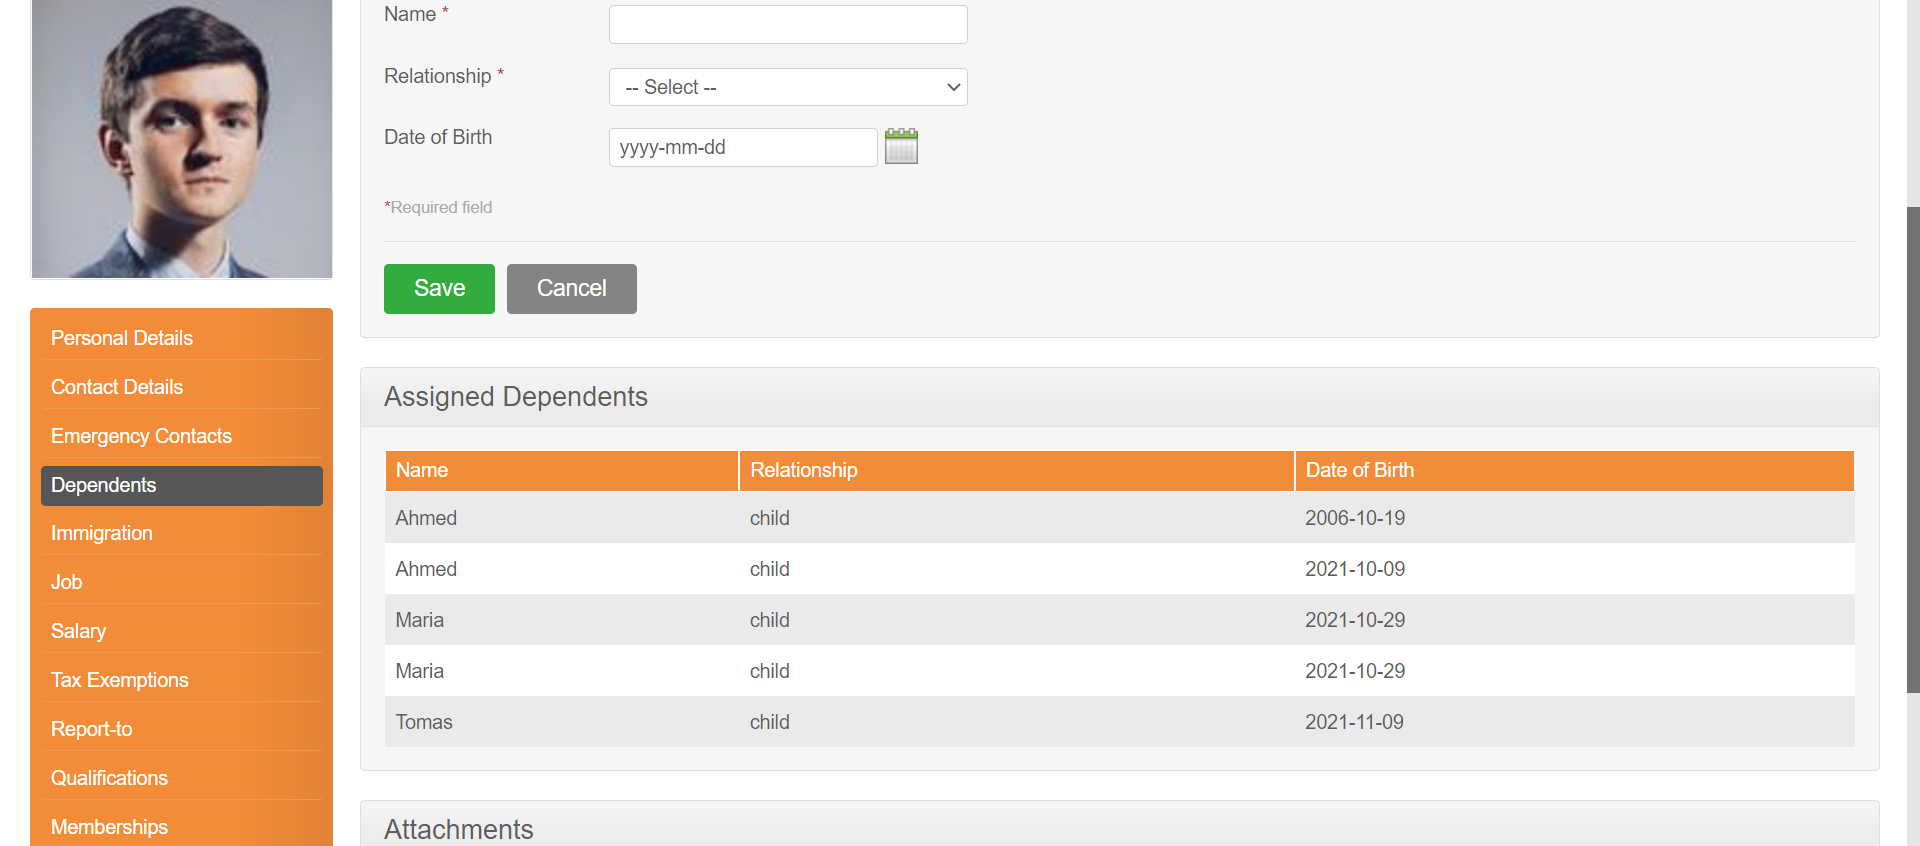 Name *
Relationship *
-- Select --
Date of Birth
yyyy-mm-dd
*Required field
Save
Cancel
Personal Details
Contact Details
Emergency Contacts
Dependents
Immigration
Job
Salary
Tax Exemptions
Report-to
Qualifications
Memberships
Assigned Dependents
Name Relationship Date of Birth
Ahmed child 2006-10-19
Ahmed child 2021-10-09
Maria child 2021-10-29
Maria child 2021-10-29
Tomas child 2021-11-09
Attachments